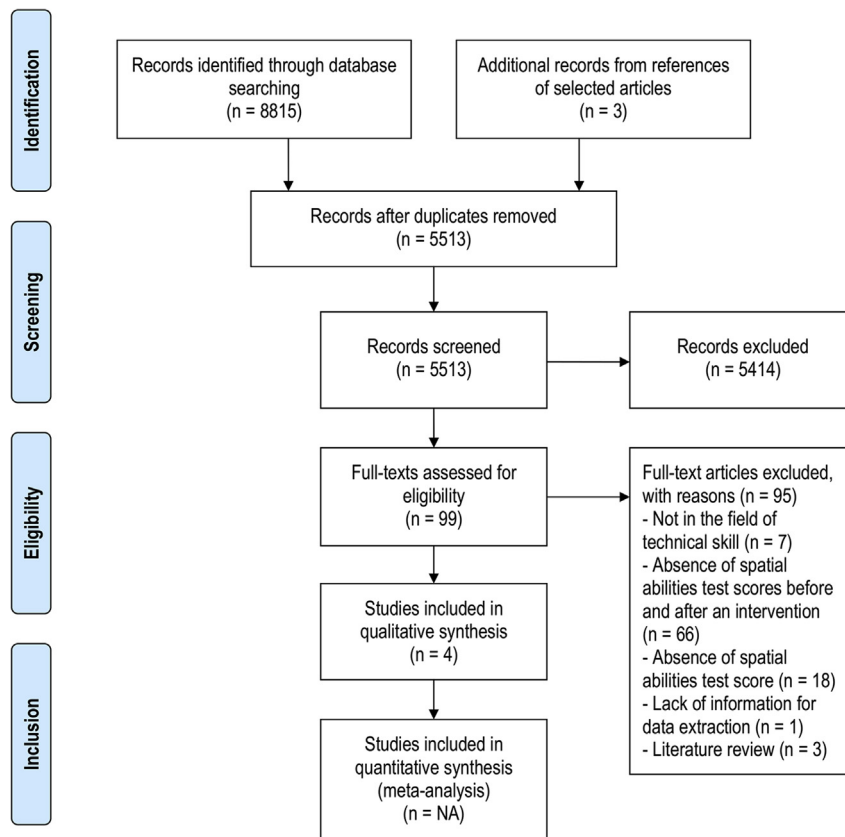 Identification
Records identified through database
searching
(n = 8815)
Additional records from references
of selected articles
(n = 3)
Records after duplicates removed
(n = 5513)
Screening
Records screened
(n = 5513)
Records excluded
(n = 5414)
Eligibility
Full-texts assessed for
eligibility
(n = 99)
Full-text articles excluded,
with reasons (n = 95)
- Not in the field of
technical skill (n = 7)
- Absence of spatial
abilities test scores before
and after an intervention
(n = 66)
- Absence of spatial
abilities test score (n = 18)
- Lack of information for
data extraction (n = 1)
- Literature review (n = 3)
Studies included in
qualitative synthesis
(n = 4)
Inclusion
Studies included in
quantitative synthesis
(meta-analysis)
(n = NA)